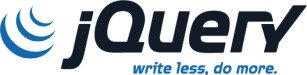 jQuery
write less, do more.